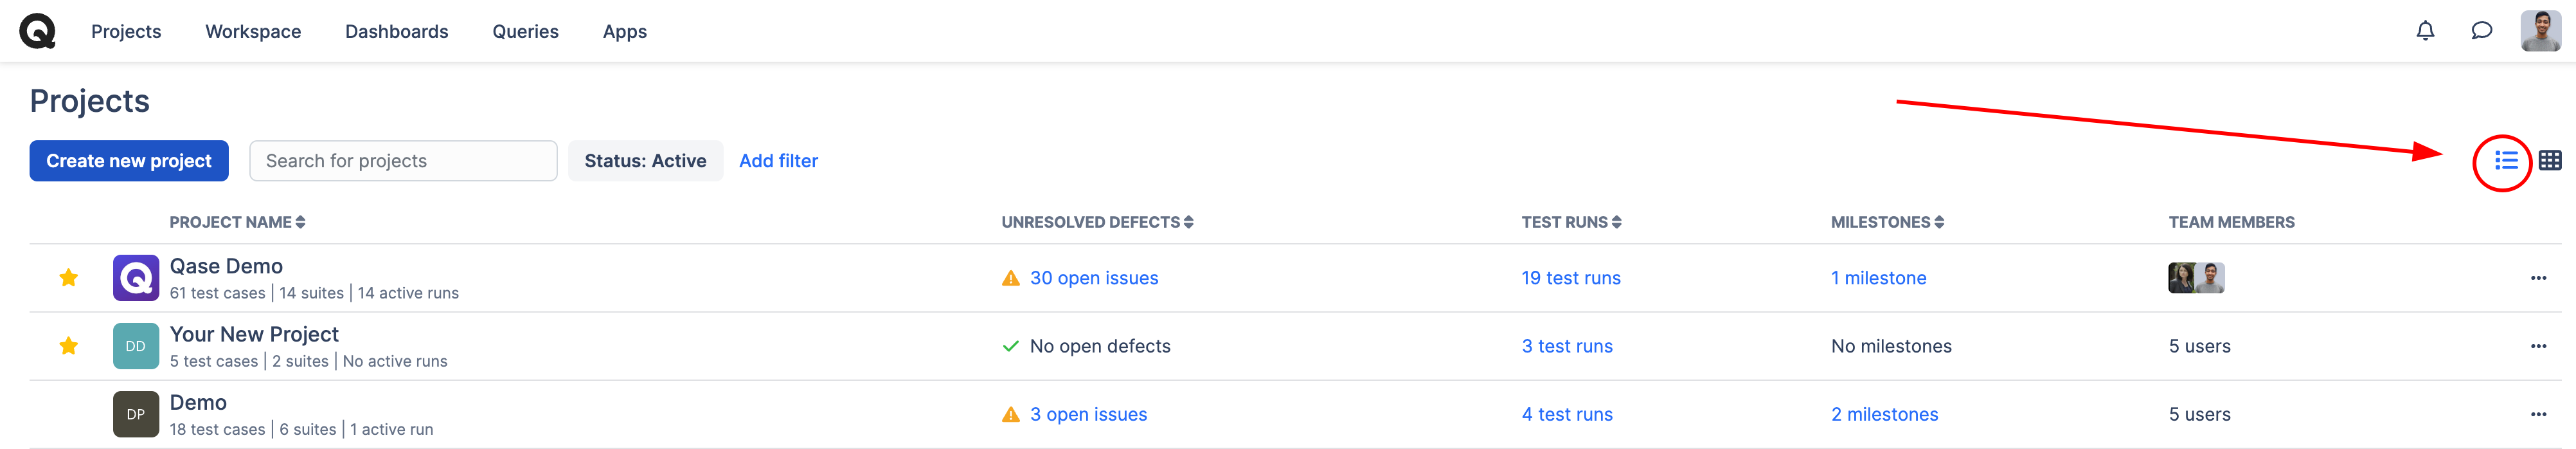 Projects Workspace Dashboards Queries Apps
Projects
Create new project Search for projects Status: Active Add filter
PROJECT NAME UNRESOLVED DEFECTS TEST RUNS MILESTONES TEAM MEMBERS
Qase Demo
61 test cases | 14 suites | 14 active runs
30 open issues 19 test runs 1 milestone
DD
Your New Project
5 test cases | 2 suites | No active runs
No open defects 3 test runs No milestones 5 users
DP
Demo
18 test cases | 6 suites | 1 active run
3 open issues 4 test runs 2 milestones 5 users